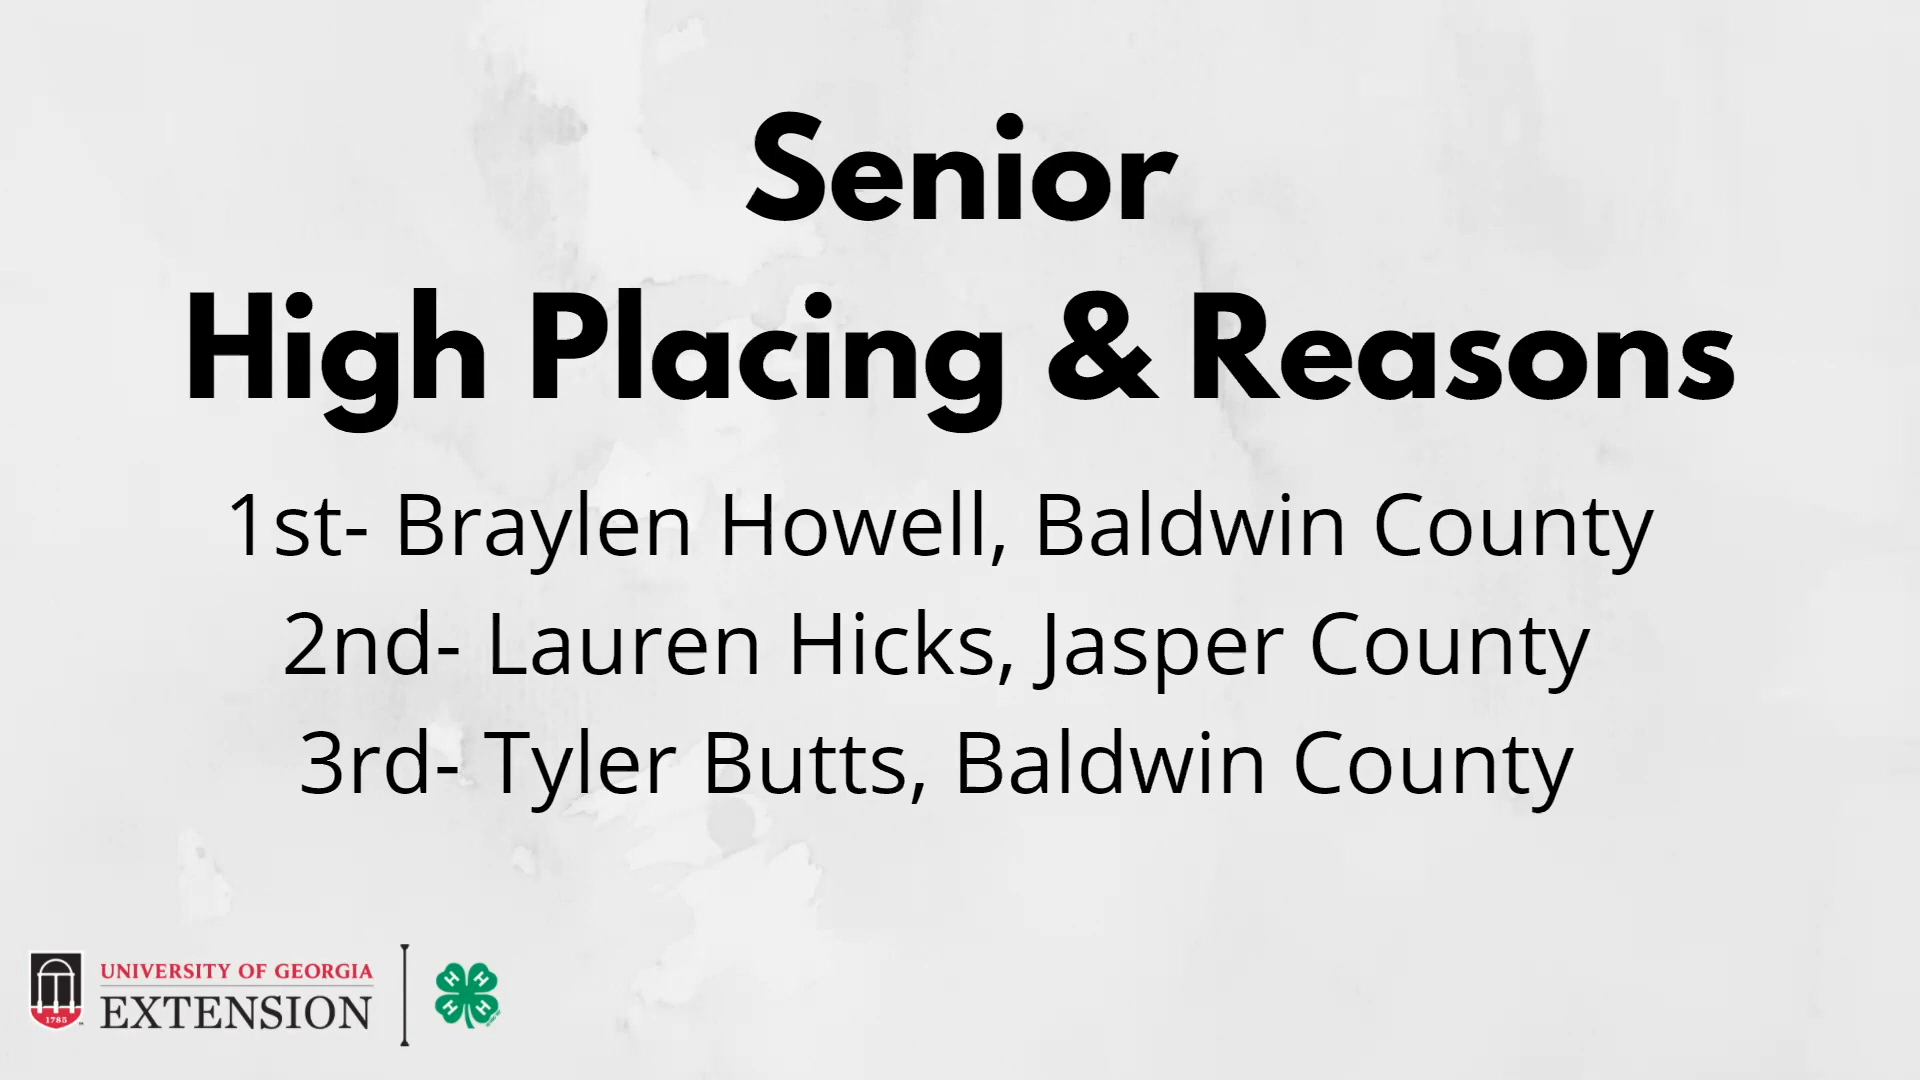 Senior
High Placing & Reasons
1st- Braylen Howell, Baldwin County
2nd- Lauren Hicks, Jasper County
3rd- Tyler Butts, Baldwin County
UNIVERSITY OF GEORGIA
EXTENSION
1785
H H
H H